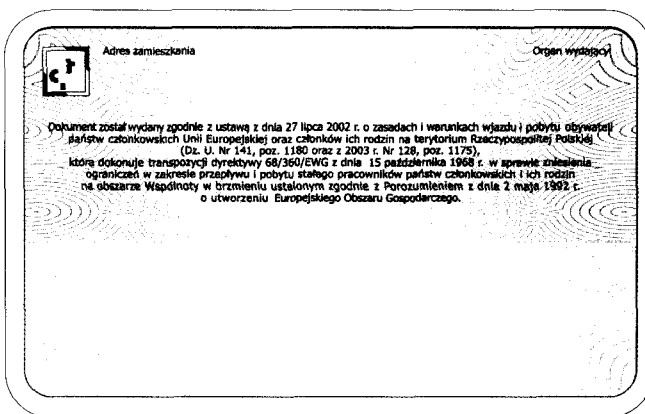 Adres zamieszkania
Organ wydający
Dokument został wydany zgodnie z ustawą z dnia 27 lipca 2002 r. o zasadach i warunkach wjazdu i pobytu obywateli
państw członkowskich Unii Europejskiej oraz członków ich rodzin na terytorium Rzeczypospolitej Polskiej
(Dz. U. Nr 141, poz. 1180 oraz z 2003 r. Nr 128, poz. 1175),
która dokonuje transpozycji dyrektywy 68/360/EWG z dnia 15 października 1968 r. w sprawie zniesienia
ograniczeń w zakresie przepływu i pobytu stałego pracowników państw członkowskich i ich rodzin
na obszarze Wspólnoty w brzmieniu ustalonym zgodnie z Porozumieniem z dnia 2 maja 1992 r.
o utworzeniu Europejskiego Obszaru Gospodarczego.